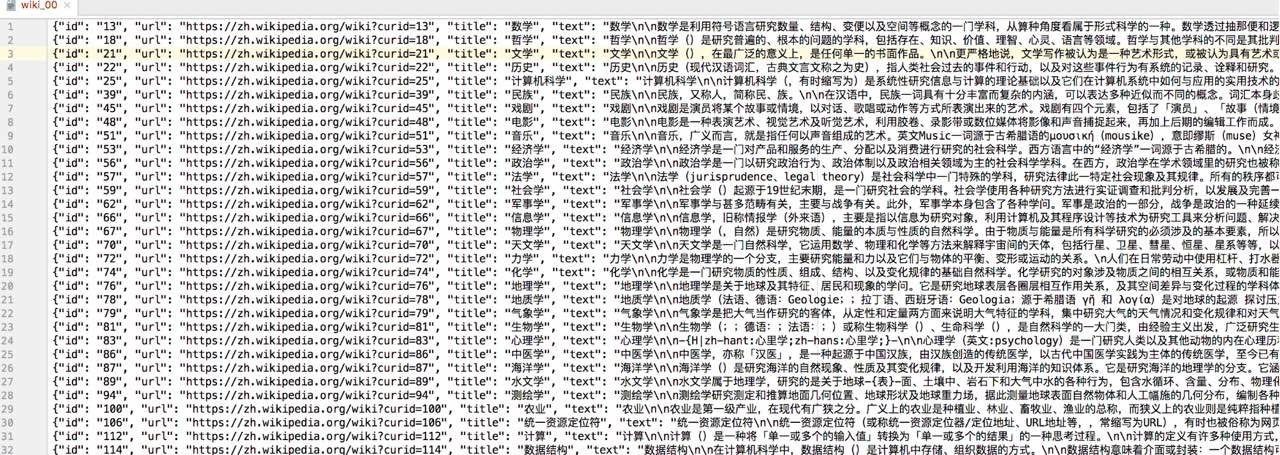 wiki_00
1 {"id": "13", "url": "https://zh.wikipedia.org/wiki?curid=13", "title": "数学", "text": "数学\n\n数学是利用符号语言研究数量、结构、变便以及空间等概念的一门学科，从某种角度看属于形式科学的一种。数学透过抽那便和逻
2 {"id": "18", "url": "https://zh.wikipedia.org/wiki?curid=18", "title": "哲学", "text": "哲学\n\n哲学（）是研究普遍的、根本的问题的学科，包括存在、知识、价值、理智、心灵、语言等领域。哲学与其他学科的不同是其批
3 {"id": "21", "url": "https://zh.wikipedia.org/wiki?curid=21", "title": "文学", "text": "文学\n\n文学（），在最广泛的意义上，是任何单一的书面作品。\n\n更严格地说，文学写作被认为是一种艺术形式，或被认为具有艺术或
4 {"id": "22", "url": "https://zh.wikipedia.org/wiki?curid=22", "title": "历史", "text": "历史\n\n历史（现代汉语词汇，古典文言文称之为史），指人类社会过去的事件和行动，以及对这些事件行为有系统的记录、诠释和研究。
5 {"id": "25", "url": "https://zh.wikipedia.org/wiki?curid=25", "title": "计算机科学", "text": "计算机科学\n\n计算机科学（，有时缩写为）是系统性研究信息与计算的理论基础以及它们在计算机系统中如何与应用的实用技术的
6 {"id": "39", "url": "https://zh.wikipedia.org/wiki?curid=39", "title": "民族", "text": "民族\n\n民族，又称人，简称民、族。\n\n在汉语中，民族一词具有十分丰富而复杂的内涵，可以表达多种近似而不同的概念。词汇本身起
7 {"id": "45", "url": "https://zh.wikipedia.org/wiki?curid=45", "title": "戏剧", "text": "戏剧\n\n戏剧是演员将某个故事或情境，以对话、歌唱或动作等方式所表演出来的艺术。戏剧有四个元素，包括了「演员」、「故事（情境
8 {"id": "48", "url": "https://zh.wikipedia.org/wiki?curid=48", "title": "电影", "text": "电影\n\n电影是一种表演艺术、视觉艺术及听觉艺术，利用胶卷、录影带或数位媒体将影像和声音捕捉起来，再加上后期的编辑工作而成。
9 {"id": "51", "url": "https://zh.wikipedia.org/wiki?curid=51", "title": "音乐", "text": "音乐\n\n音乐，广义而言，就是指任何以声音组成的艺术。英文Music一词源于古希腊语的μουσική（mousike），意即缪斯（muse）女神
10 {"id": "53", "url": "https://zh.wikipedia.org/wiki?curid=53", "title": "经济学", "text": "经济学\n\n经济学是一门对产品和服务的生产、分配以及消费进行研究的社会科学。西方语言中的“经济学”一词源于古希腊的。\n\n经济
11 {"id": "56", "url": "https://zh.wikipedia.org/wiki?curid=56", "title": "政治学", "text": "政治学\n\n政治学是一门以研究政治行为、政治体制以及政治相关领域为主的社会科学学科。在西方，政治学在学术领域里的研究也被称
12 {"id": "57", "url": "https://zh.wikipedia.org/wiki?curid=57", "title": "法学", "text": "法学\n\n法学（jurisprudence、legal theory）是社会科学中一门特殊的学科，研究法律此一特定社会现象及其规律。所有的秩序都可
13 {"id": "59", "url": "https://zh.wikipedia.org/wiki?curid=59", "title": "社会学", "text": "社会学\n\n社会学（）起源于19世纪末期，是一门研究社会的学科。社会学使用各种研究方法进行实证调查和批判分析，以发展及完善一
14 {"id": "62", "url": "https://zh.wikipedia.org/wiki?curid=62", "title": "军事学", "text": "军事学\n\n军事学与甚多范畴有关，主要与战争有关。此外，军事学本身包含了各种学问。军事是政治的一部分，战争是政治的一种延续
15 {"id": "66", "url": "https://zh.wikipedia.org/wiki?curid=66", "title": "信息学", "text": "信息学\n\n信息学，旧称情报学（外来语），主要是指以信息为研究对象，利用计算机及其程序设计等技术为研究工具来分析问题、解决
16 {"id": "67", "url": "https://zh.wikipedia.org/wiki?curid=67", "title": "物理学", "text": "物理学\n\n物理学（，自然）是研究物质、能量的本质与性质的自然科学。由于物质与能量是所有科学研究的必须涉及的基本要素，所以
17 {"id": "70", "url": "https://zh.wikipedia.org/wiki?curid=70", "title": "天文学", "text": "天文学\n\n天文学是一门自然科学，它运用数学、物理和化学等方法来解释宇宙间的天体，包括行星、卫星、彗星、恒星、星系等等，以
18 {"id": "72", "url": "https://zh.wikipedia.org/wiki?curid=72", "title": "力学", "text": "力学\n\n力学是物理学的一个分支，主要研究能量和力以及它们与物体的平衡、变形或运动的关系。\n人们在日常劳动中使用杠杆、打水器
19 {"id": "74", "url": "https://zh.wikipedia.org/wiki?curid=74", "title": "化学", "text": "化学\n\n化学是一门研究物质的性质、组成、结构、以及变化规律的基础自然科学。化学研究的对象涉及物质之间的相互关系，或物质和能
20 {"id": "76", "url": "https://zh.wikipedia.org/wiki?curid=76", "title": "地理学", "text": "地理学\n\n地理学是关于地球及其特征、居民和现象的学问。它是研究地球表层各圈层相互作用关系，及其空间差异与变化过程的学科体
21 {"id": "78", "url": "https://zh.wikipedia.org/wiki?curid=78", "title": "地质学", "text": "地质学\n\n地质学（法语、德语：Geologie；；拉丁语、西班牙语：Geologia；源于希腊语 γῆ 和 λογία）是对地球的起源 探讨压
22 {"id": "79", "url": "https://zh.wikipedia.org/wiki?curid=79", "title": "气象学", "text": "气象学\n\n气象学是把大气当作研究的客体，从定性和定量两方面来说明大气特征的学科，集中研究大气的天气情况和变化规律和对天气
23 {"id": "81", "url": "https://zh.wikipedia.org/wiki?curid=81", "title": "生物学", "text": "生物学\n\n生物学（；；德语：；法语：；）或称生物科学（）、生命科学（），是自然科学的一大门类，由经验主义出发，广泛研究生
24 {"id": "83", "url": "https://zh.wikipedia.org/wiki?curid=83", "title": "心理学", "text": "心理学\n\n-{H|zh-hant:心里学;zh-hans:心里学;}-\n\n心理学（英文:psychology）是一门研究人类以及其他动物的内在心理历
25 {"id": "86", "url": "https://zh.wikipedia.org/wiki?curid=86", "title": "中医学", "text": "中医学\n\n中医学，亦称「汉医」，是一种起源于中国汉族，由汉族创造的传统医学，以古代中国医学实践为主体的传统医学，至今已有
26 {"id": "87", "url": "https://zh.wikipedia.org/wiki?curid=87", "title": "海洋学", "text": "海洋学\n\n海洋学（）是研究海洋的自然现象、性质及其变化规律，以及开发利用海洋的知识体系。它是研究海洋的地理学的分支。它涵
27 {"id": "89", "url": "https://zh.wikipedia.org/wiki?curid=89", "title": "水文学", "text": "水文学\n\n水文学属于地理学，研究的是关于地球-{表}-面、土壤中、岩石下和大气中水的各种行为，包含水循环、含量、分布、物理化
28 {"id": "94", "url": "https://zh.wikipedia.org/wiki?curid=94", "title": "测绘学", "text": "测绘学\n\n测绘学研究测定和推算地面几何位置、地球形状及地球重力场，据此测量地球表面自然物体和人工设施的几何分布，编制各种
29 {"id": "100", "url": "https://zh.wikipedia.org/wiki?curid=100", "title": "农业", "text": "农业\n\n农业是第一级产业，在现代有广狭之分。广义上的农业是种植业、林业、畜牧业、渔业的总称，而狭义上的农业则是纯粹指种植
30 {"id": "106", "url": "https://zh.wikipedia.org/wiki?curid=106", "title": "统一资源定位符", "text": "统一资源定位符\n\n统一资源定位符（或称统一资源定位器/定位地址、URL地址等，，常缩写为URL），有时也被俗称为网页
31 {"id": "112", "url": "https://zh.wikipedia.org/wiki?curid=112", "title": "计算", "text": "计算\n\n计算（）是一种将「单一或多个的输入值」转换为「单一或多个的结果」的一种思考过程。\n\n计算的定义有许多种使用方式，
32 {"id": "114", "url": "https://zh.wikipedia.org/wiki?curid=114", "title": "数据结构", "text": "数据结构\n\n在计算机科学中，数据结构（）是计算机中存储、组织数据的方式。\n\n数据结构意味着介面或封装：一个数据结构可